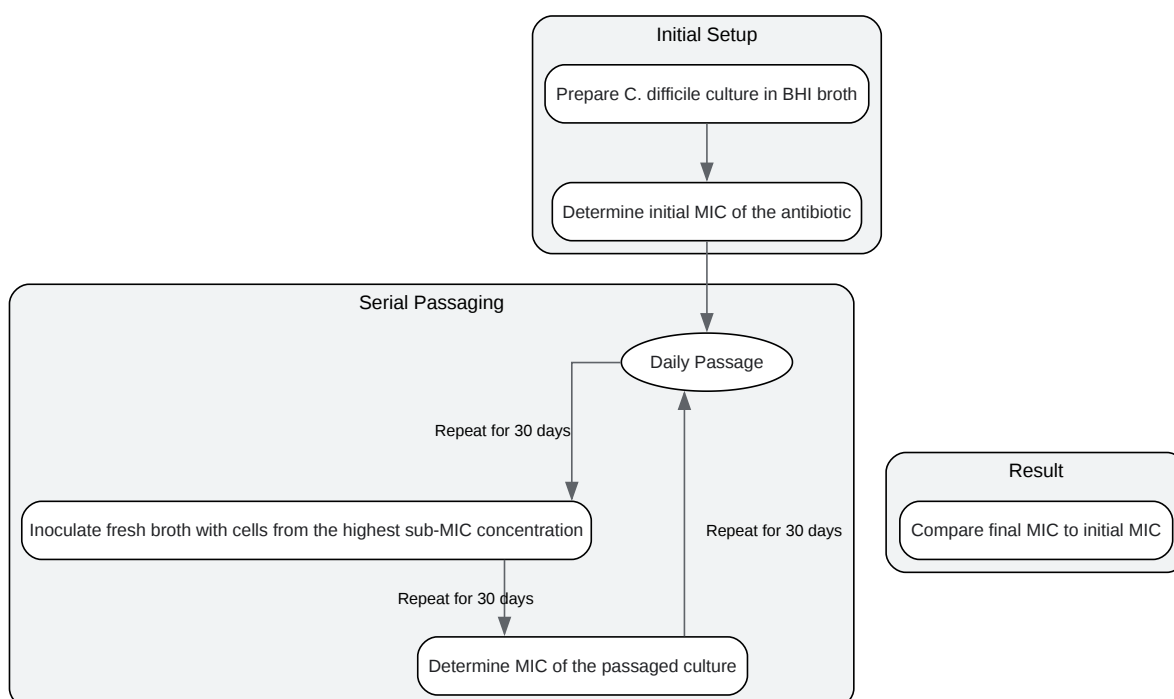 Initial Setup
Prepare C. difficile culture in BHI broth
Determine initial MIC of the antibiotic
Serial Passaging
Daily Passage
Repeat for 30 days
Inoculate fresh broth with cells from the highest sub-MIC concentration
Repeat for 30 days
Repeat for 30 days
Determine MIC of the passaged culture
Result
Compare final MIC to initial MIC